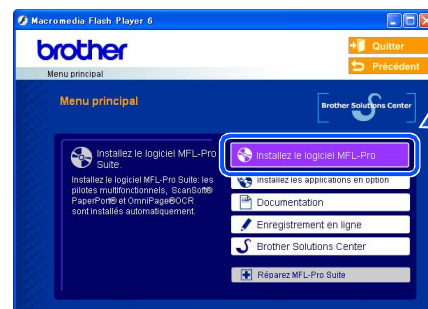 Macromedia Flash Player 6
brother
Quitter
Précédent
Menu principal
Menu principal
Brother Solutions Center
Installez le logiciel MFL-Pro
Suite.
Installez le logiciel MFL-Pro Suite: les
pilotes multifonctionnels, ScanSoft®
PaperPort® et OmniPage®OCR
sont installés automatiquement.
Installez le logiciel MFL-Pro
Installez les applications en option
Documentation
Enregistrement en ligne
Brother Solutions Center
Réparez MFL-Pro Suite